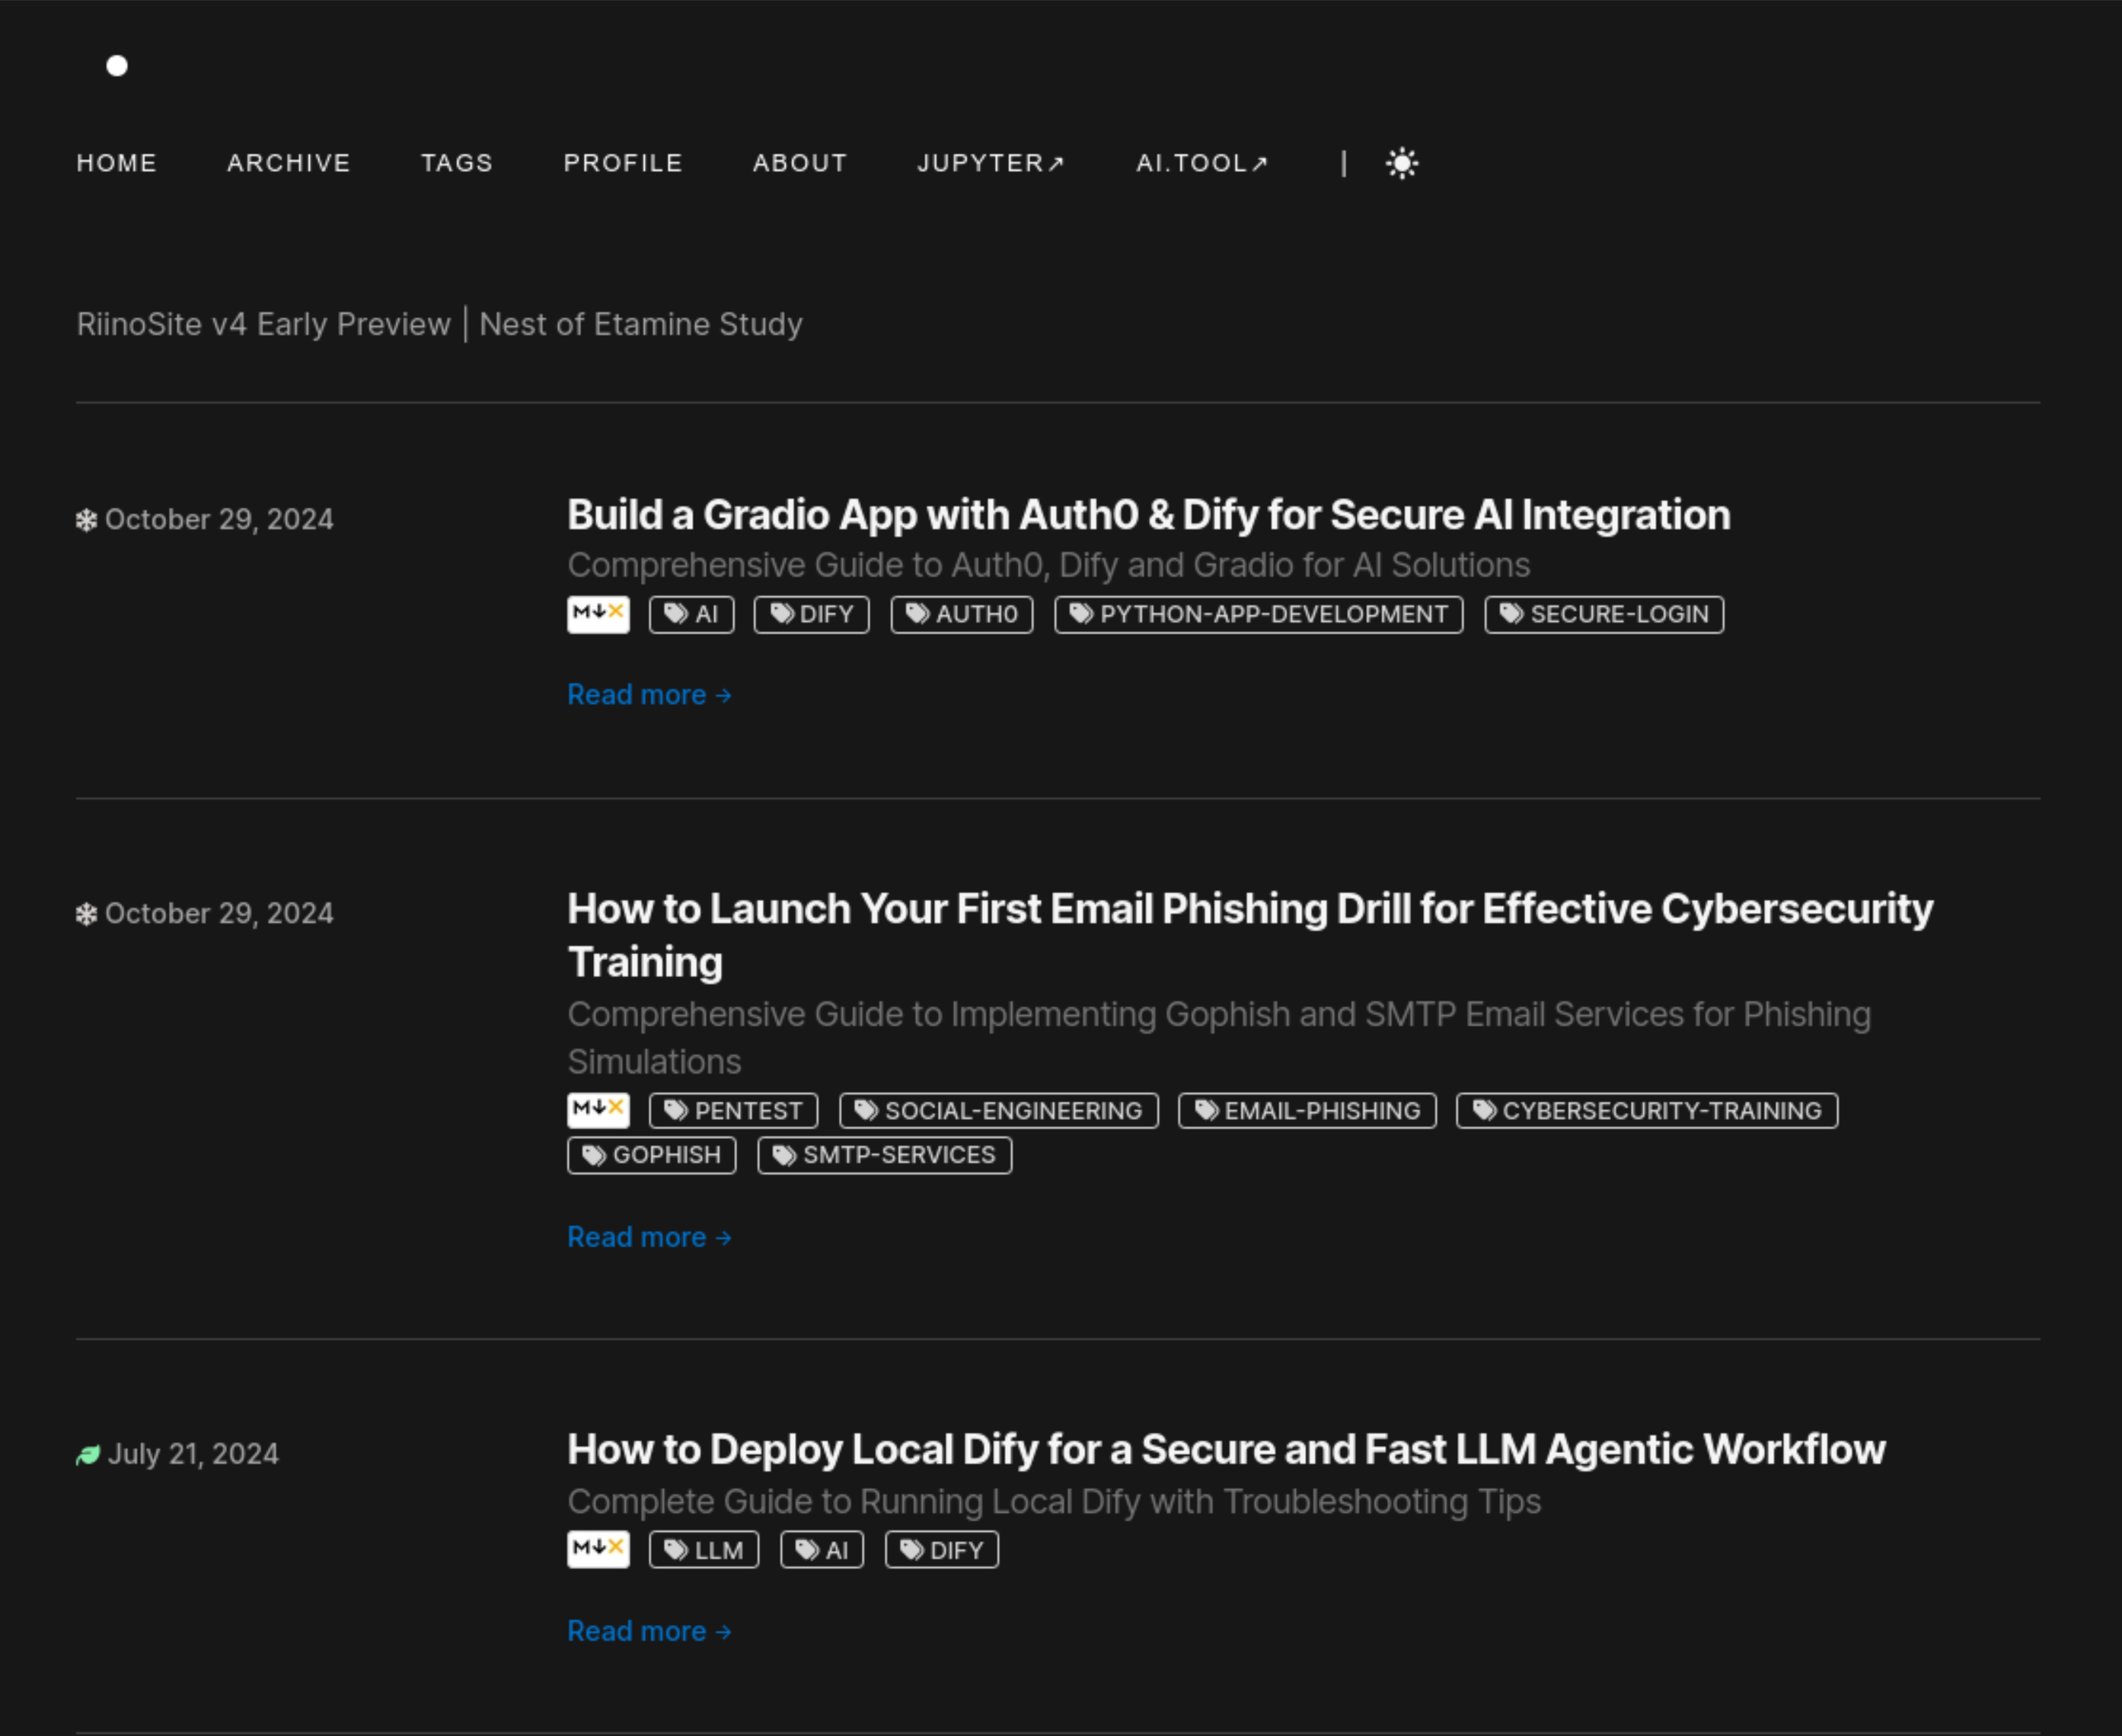 HOME ARCHIVE TAGS PROFILE ABOUT JUPYTER↗ AI.TOOL↗ |
RiinoSite v4 Early Preview | Nest of Etamine Study
October 29, 2024
Build a Gradio App with Auth0 & Dify for Secure AI Integration
Comprehensive Guide to Auth0, Dify and Gradio for AI Solutions
M↓X AI DIFY AUTH0 PYTHON-APP-DEVELOPMENT SECURE-LOGIN
Read more →
October 29, 2024
How to Launch Your First Email Phishing Drill for Effective Cybersecurity
Training
Comprehensive Guide to Implementing Gophish and SMTP Email Services for Phishing
Simulations
M↓X PENTEST SOCIAL-ENGINEERING EMAIL-PHISHING CYBERSECURITY-TRAINING
GOPHISH SMTP-SERVICES
Read more →
July 21, 2024
How to Deploy Local Dify for a Secure and Fast LLM Agentic Workflow
Complete Guide to Running Local Dify with Troubleshooting Tips
M↓X LLM AI DIFY
Read more →